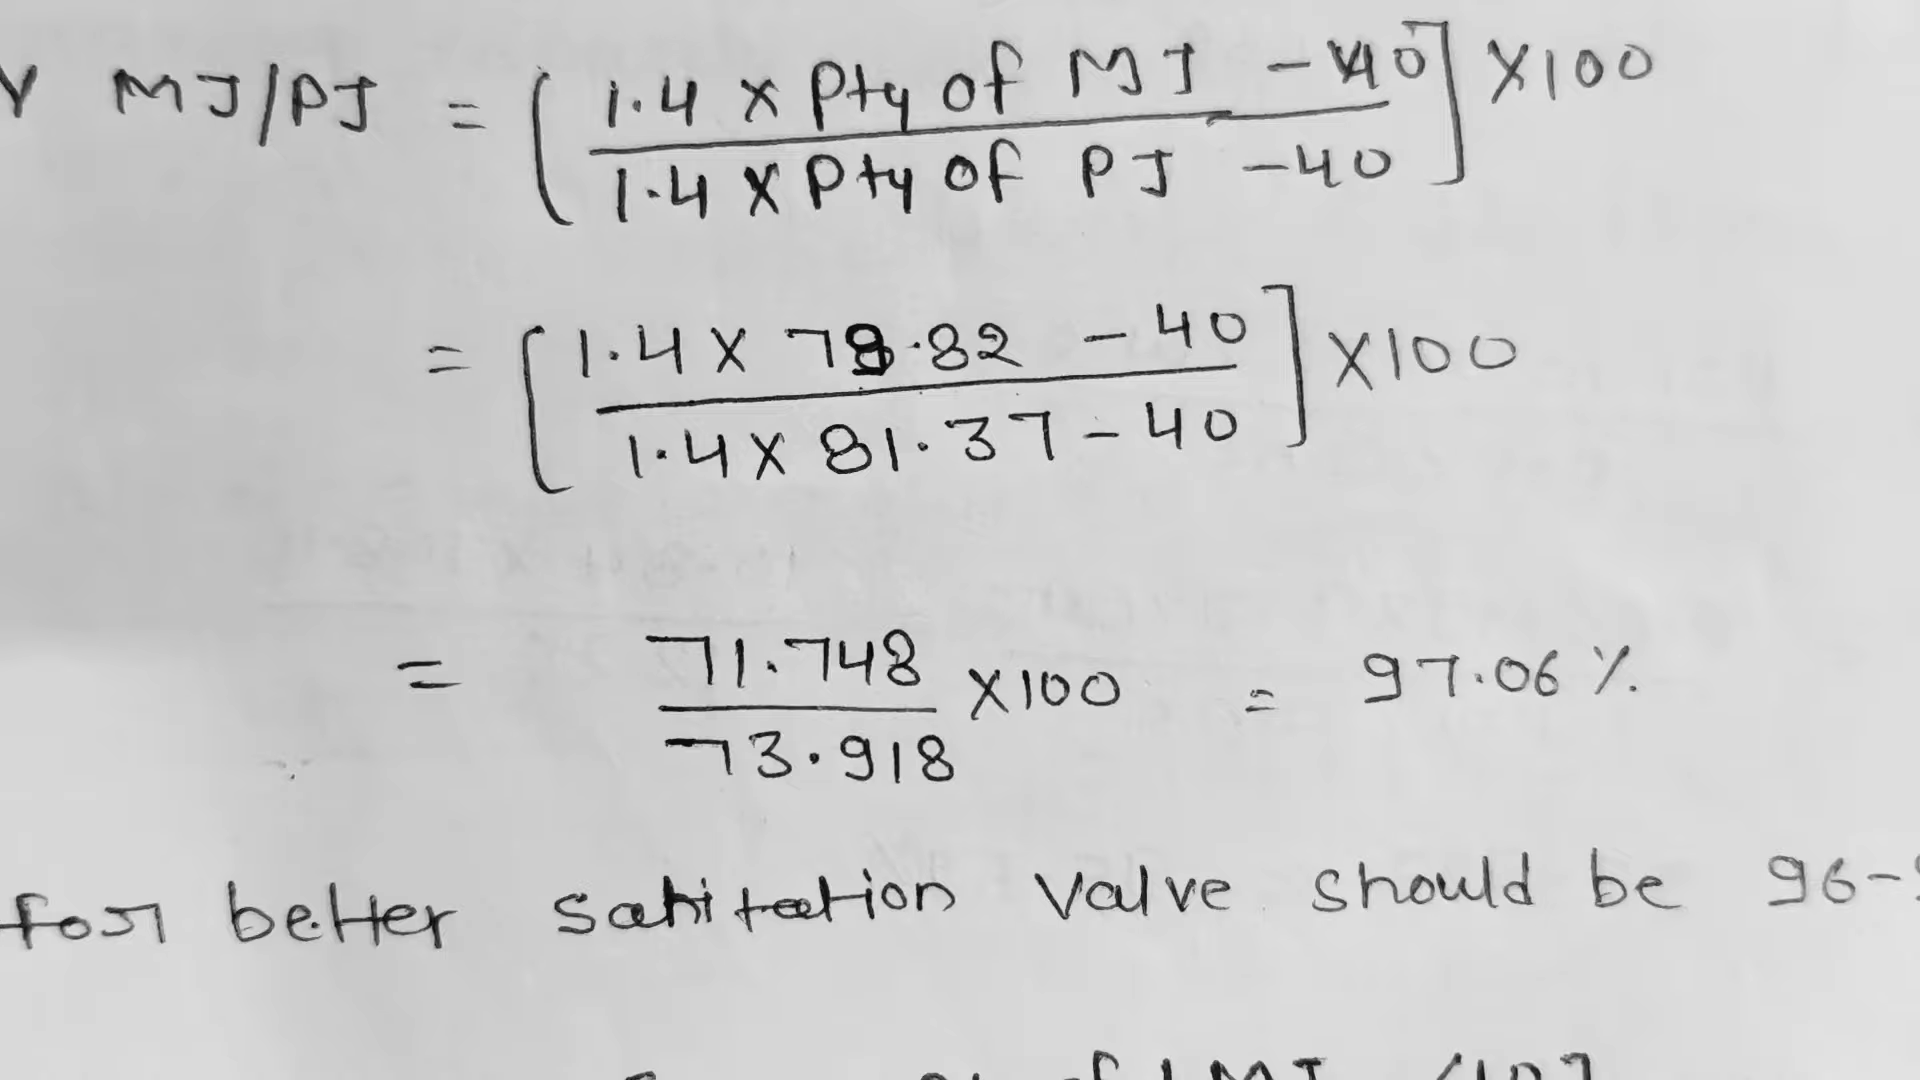 MJ/PJ = [ 1.4 x Pty of MJ - 40 ] x100
1.4 x Pty of PJ - 40
= [ 1.4 x 79.82 - 40 ] x100
1.4 x 81.37 - 40
= 71.748 x100 = 97.06 %.
73.918
for better sanitation valve should be 96-